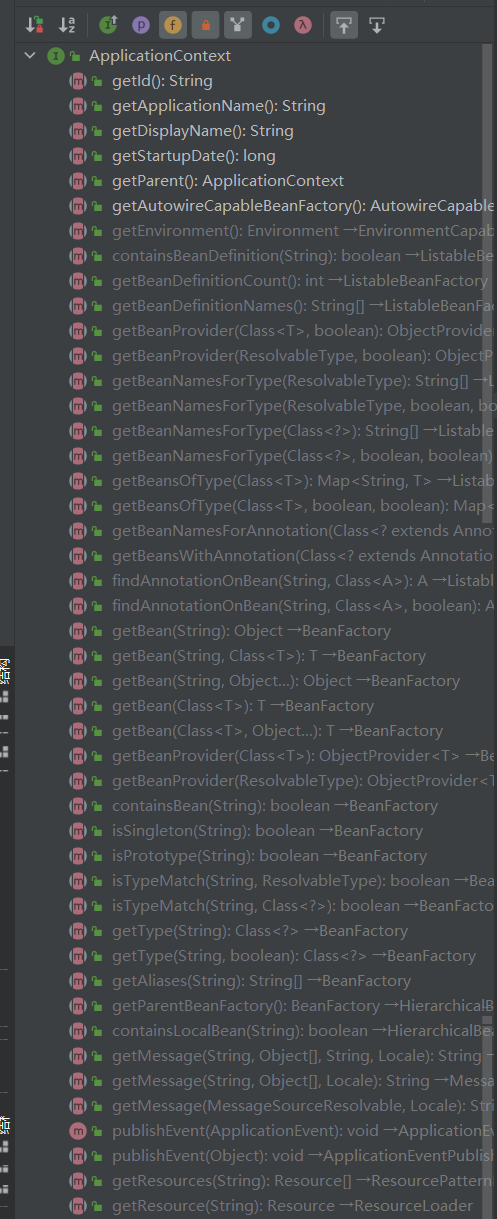 ApplicationContext
getId(): String
getApplicationName(): String
getDisplayName(): String
getStartupDate(): long
getParent(): ApplicationContext
getAutowireCapableBeanFactory(): AutowireCapable
getEnvironment(): Environment →EnvironmentCapab
containsBeanDefinition(String): boolean →ListableBe
getBeanDefinitionCount(): int →ListableBeanFactory
getBeanDefinitionNames(): String[] →ListableBeanFac
getBeanProvider(Class<T>, boolean): ObjectProvider
getBeanProvider(ResolvableType, boolean): ObjectP
getBeanNamesForType(ResolvableType): String[] →L
getBeanNamesForType(ResolvableType, boolean, bo
getBeanNamesForType(Class<?>): String[] →Listable
getBeanNamesForType(Class<?>, boolean, boolean)
getBeansOfType(Class<T>): Map<String, T> →Listab
getBeansOfType(Class<T>, boolean, boolean): Map<
getBeanNamesForAnnotation(Class<? extends Annot
getBeansWithAnnotation(Class<? extends Annotatio
findAnnotationOnBean(String, Class<A>): A →Listabl
findAnnotationOnBean(String, Class<A>, boolean): A
getBean(String): Object →BeanFactory
getBean(String, Class<T>): T →BeanFactory
getBean(String, Object...): Object →BeanFactory
getBean(Class<T>): T →BeanFactory
getBean(Class<T>, Object...): T →BeanFactory
getBeanProvider(Class<T>): ObjectProvider<T> →Be
getBeanProvider(ResolvableType): ObjectProvider<T
containsBean(String): boolean →BeanFactory
isSingleton(String): boolean →BeanFactory
isPrototype(String): boolean →BeanFactory
isTypeMatch(String, ResolvableType): boolean →Bea
isTypeMatch(String, Class<?>): boolean →BeanFacto
getType(String): Class<?> →BeanFactory
getType(String, boolean): Class<?> →BeanFactory
getAliases(String): String[] →BeanFactory
getParentBeanFactory(): BeanFactory →HierarchicalB
containsLocalBean(String): boolean →HierarchicalBea
getMessage(String, Object[], String, Locale): String →
getMessage(String, Object[], Locale): String →Messa
getMessage(MessageSourceResolvable, Locale): Stri
publishEvent(ApplicationEvent): void →ApplicationEv
publishEvent(Object): void →ApplicationEventPublish
getResources(String): Resource[] →ResourcePattern
getResource(String): Resource →ResourceLoader
结构